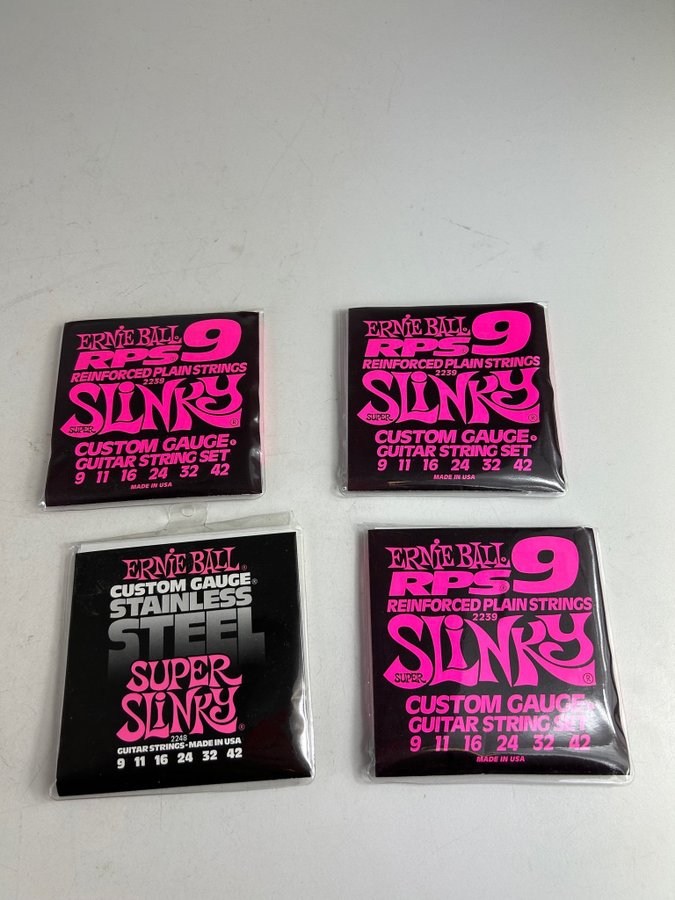 ERNIE BALL®
RPS 9
REINFORCED PLAIN STRINGS
2239
SUPER SLINKY®
CUSTOM GAUGE®
GUITAR STRING SET
9 11 16 24 32 42
MADE IN USA
ERNIE BALL®
RPS 9
REINFORCED PLAIN STRINGS
2239
SUPER SLINKY®
CUSTOM GAUGE®
GUITAR STRING SET
9 11 16 24 32 42
MADE IN USA
ERNIE BALL®
CUSTOM GAUGE®
STAINLESS
STEEL
SUPER
SLINKY®
2248
GUITAR STRINGS • MADE IN USA
9 11 16 24 32 42
ERNIE BALL®
RPS 9
REINFORCED PLAIN STRINGS
2239
SUPER SLINKY®
CUSTOM GAUGE®
GUITAR STRING SET
9 11 16 24 32 42
MADE IN USA